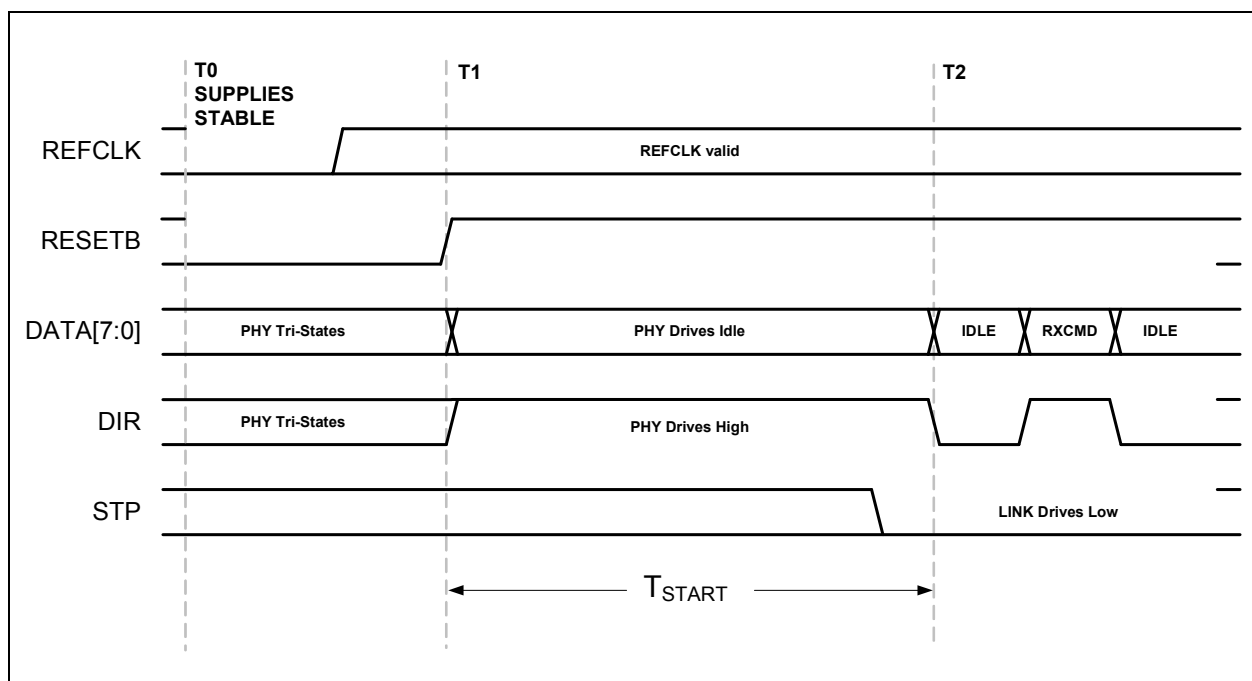 T0
SUPPLIES
STABLE
T1
T2
REFCLK
REFCLK valid
RESETB
DATA[7:0]
PHY Tri-States
PHY Drives Idle
IDLE
RXCMD
IDLE
DIR
PHY Tri-States
PHY Drives High
STP
LINK Drives Low
TSTART